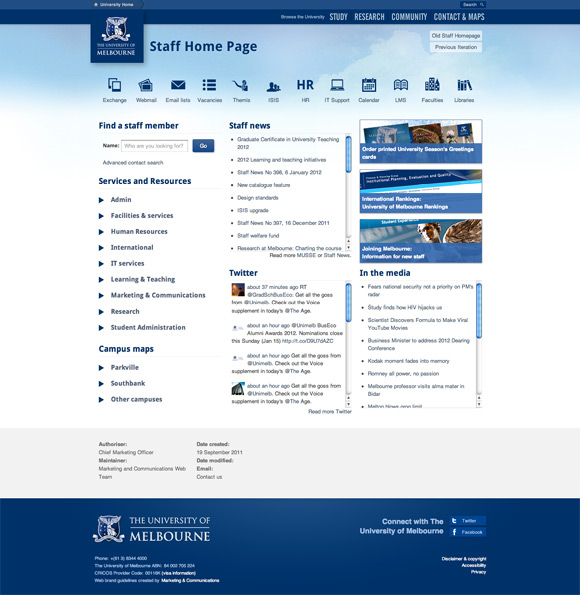 University Home
Search
THE UNIVERSITY OF
MELBOURNE
Browse the University STUDY RESEARCH COMMUNITY CONTACT & MAPS
Staff Home Page
Old Staff Homepage
Previous Iteration
Exchange Webmail Email lists Vacancies Themis ISIS HR IT Support Calendar LMS Faculties Libraries
HR
Find a staff member
Name: Who are you looking for? Go
Advanced contact search
Services and Resources
Admin
Facilities & services
Human Resources
International
IT services
Learning & Teaching
Marketing & Communications
Research
Student Administration
Campus maps
Parkville
Southbank
Other campuses
Staff news
Graduate Certificate in University Teaching
2012
2012 Learning and teaching initiatives
Staff News No 398, 6 January 2012
New catalogue feature
Design standards
ISIS upgrade
Staff News No 397, 16 December 2011
Staff welfare fund
Research at Melbourne: Charting the course
Read more MUSSE or Staff News.
Order printed University Season's Greetings
cards
Institutional Planning, Evaluation and Quality
International Rankings:
University of Melbourne Rankings
Student Experience
Joining Melbourne:
Information for new staff
Twitter
about 37 minutes ago RT
@GradSchBusEco: Get all the goss
from @Unimelb. Check out the Voice
supplement in today's @The Age.
about an hour ago @Unimelb BusEco
Alumni Awards 2012. Nominations close
this Sunday (Jan 15) http://t.co/D9U7dAZC
about an hour ago Get all the goss
from @Unimelb. Check out the Voice
supplement in today's @The Age.
about an hour ago Get all the goss
from @Unimelb. Check out the Voice
supplement in today's @The Age.
Read more Twitter
In the media
Fears national security not a priority on PM's
radar
Study finds how HIV hijacks us
Scientist Discovers Formula to Make Viral
YouTube Movies
Business Minister to address 2012 Dearing
Conference
Kodak moment fades into memory
Romney all power, no passion
Melbourne professor visits alma mater in
Bidar
Melton News prop limit
Authoriser:
Chief Marketing Officer
Maintainer:
Marketing and Communications Web
Team
Date created:
19 September 2011
Date modified:
Email:
Contact us
THE UNIVERSITY OF
MELBOURNE
Connect with The
University of Melbourne
Twitter
Facebook
Phone: +(61 3) 8344 4000
The University of Melbourne ABN: 84 002 705 224
CRICOS Provider Code: 00116K (visa information)
Web brand guidelines created by Marketing & Communications
Disclaimer & copyright
Accessibility
Privacy